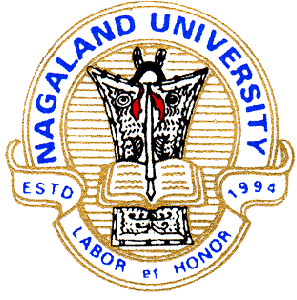 NAGALAND UNIVERSITY
ESTD 1994
LABOR et HONOR